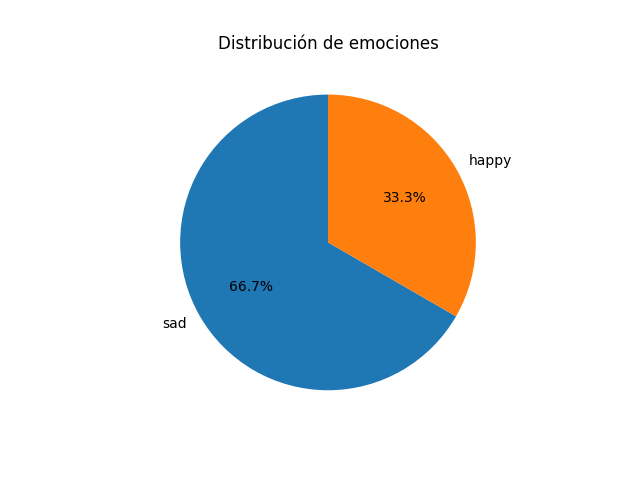 Distribución de emociones
happy
33.3%
66.7%
sad